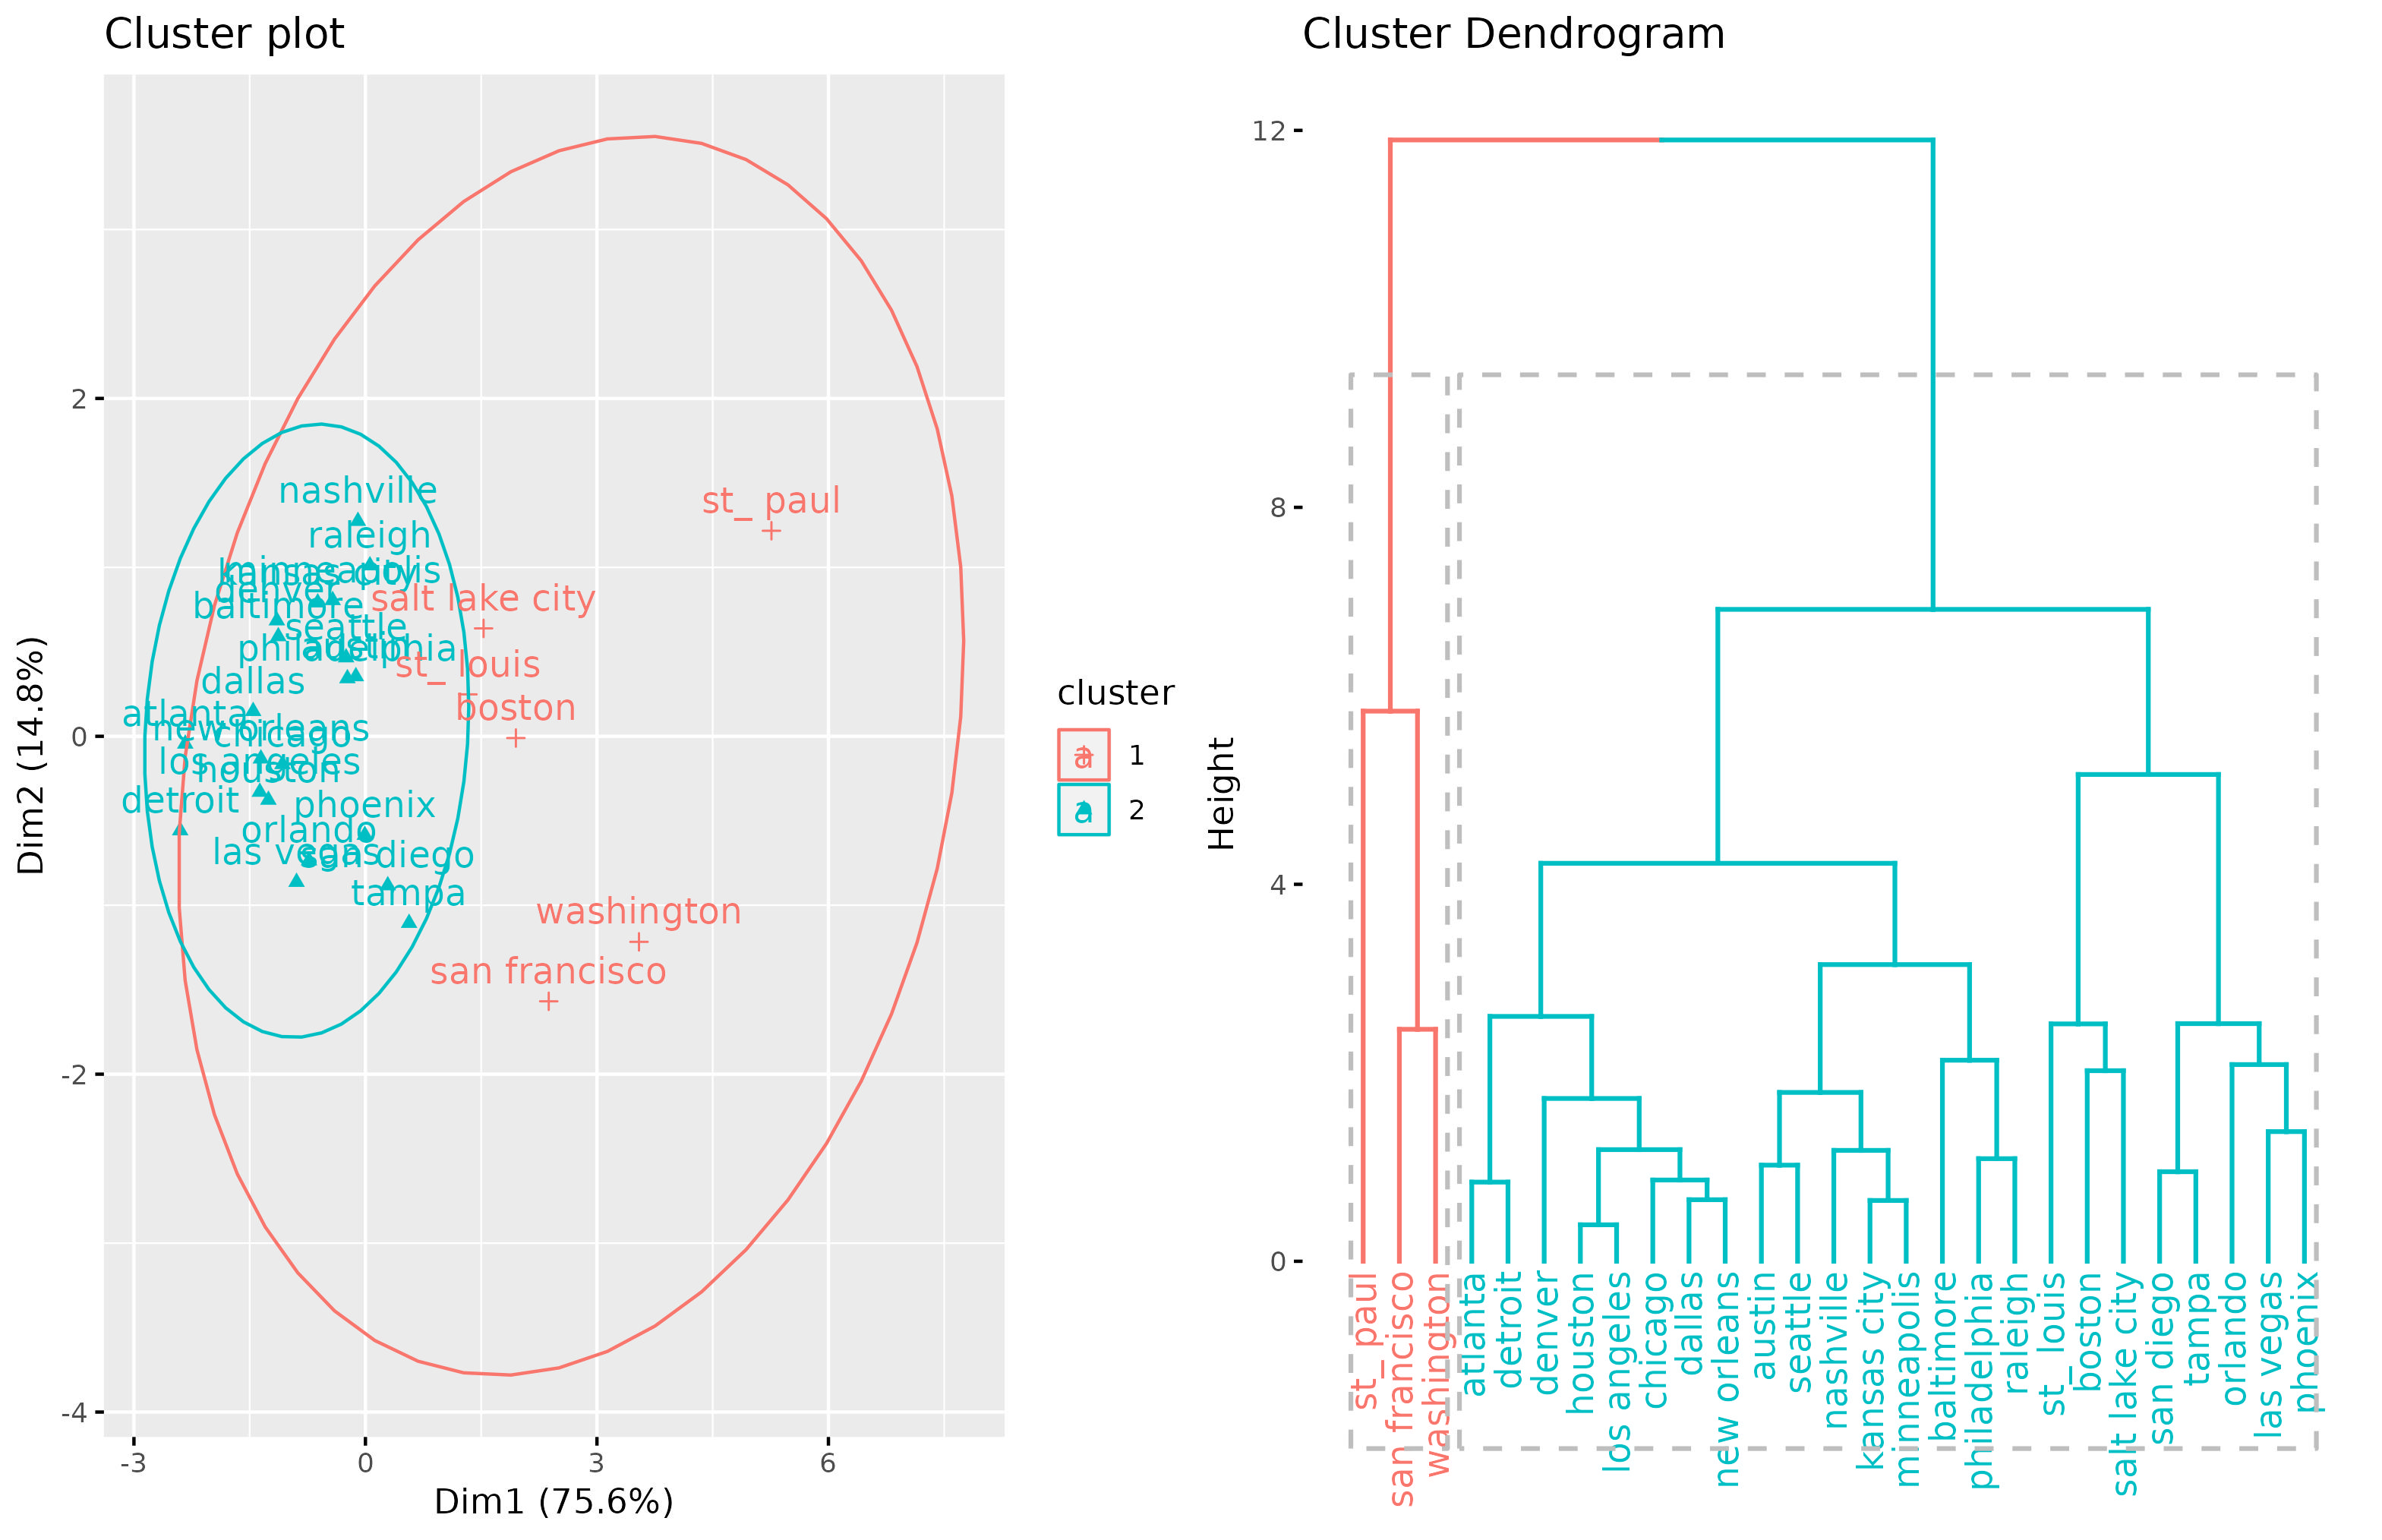 Cluster plot
Dim2 (14.8%)
2
0
-2
-4
nashville
raleigh
minneapolis
kansas city
denver
baltimore
seattle
austin
philadelphia
dallas
atlanta
new orleans
chicago
los angeles
houston
detroit
phoenix
orlando
las vegas
san diego
tampa
st_ paul
salt lake city
st_ louis
boston
washington
san francisco
-3
0
3
6
Dim1 (75.6%)
cluster
a 1
a 2
Cluster Dendrogram
Height
12
8
4
0
st_ paul
san francisco
washington
atlanta
detroit
denver
houston
los angeles
chicago
dallas
new orleans
austin
seattle
nashville
kansas city
minneapolis
baltimore
philadelphia
raleigh
st_ louis
boston
salt lake city
san diego
tampa
orlando
las vegas
phoenix